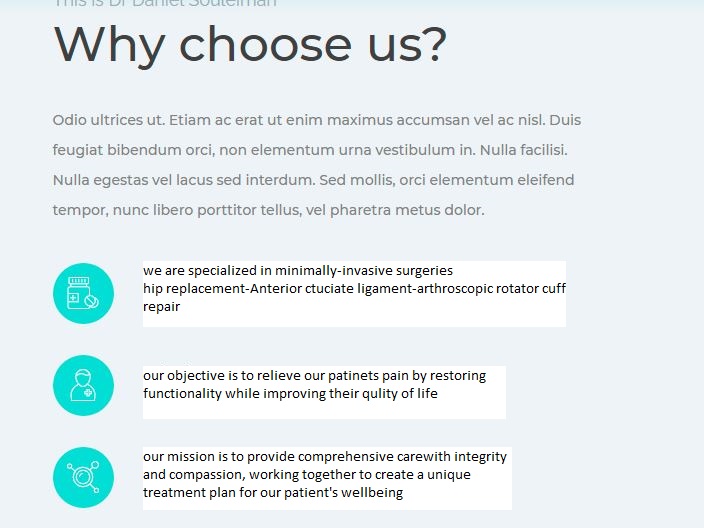 This is Dr Daniel Souleiman
Why choose us?
Odio ultrices ut. Etiam ac erat ut enim maximus accumsan vel ac nisl. Duis
feugiat bibendum orci, non elementum urna vestibulum in. Nulla facilisi.
Nulla egestas vel lacus sed interdum. Sed mollis, orci elementum eleifend
tempor, nunc libero porttitor tellus, vel pharetra metus dolor.
we are specialized in minimally-invasive surgeries
hip replacement-Anterior ctuciate ligament-arthroscopic rotator cuff
repair
our objective is to relieve our patinets pain by restoring
functionality while improving their qulity of life
our mission is to provide comprehensive carewith integrity
and compassion, working together to create a unique
treatment plan for our patient's wellbeing